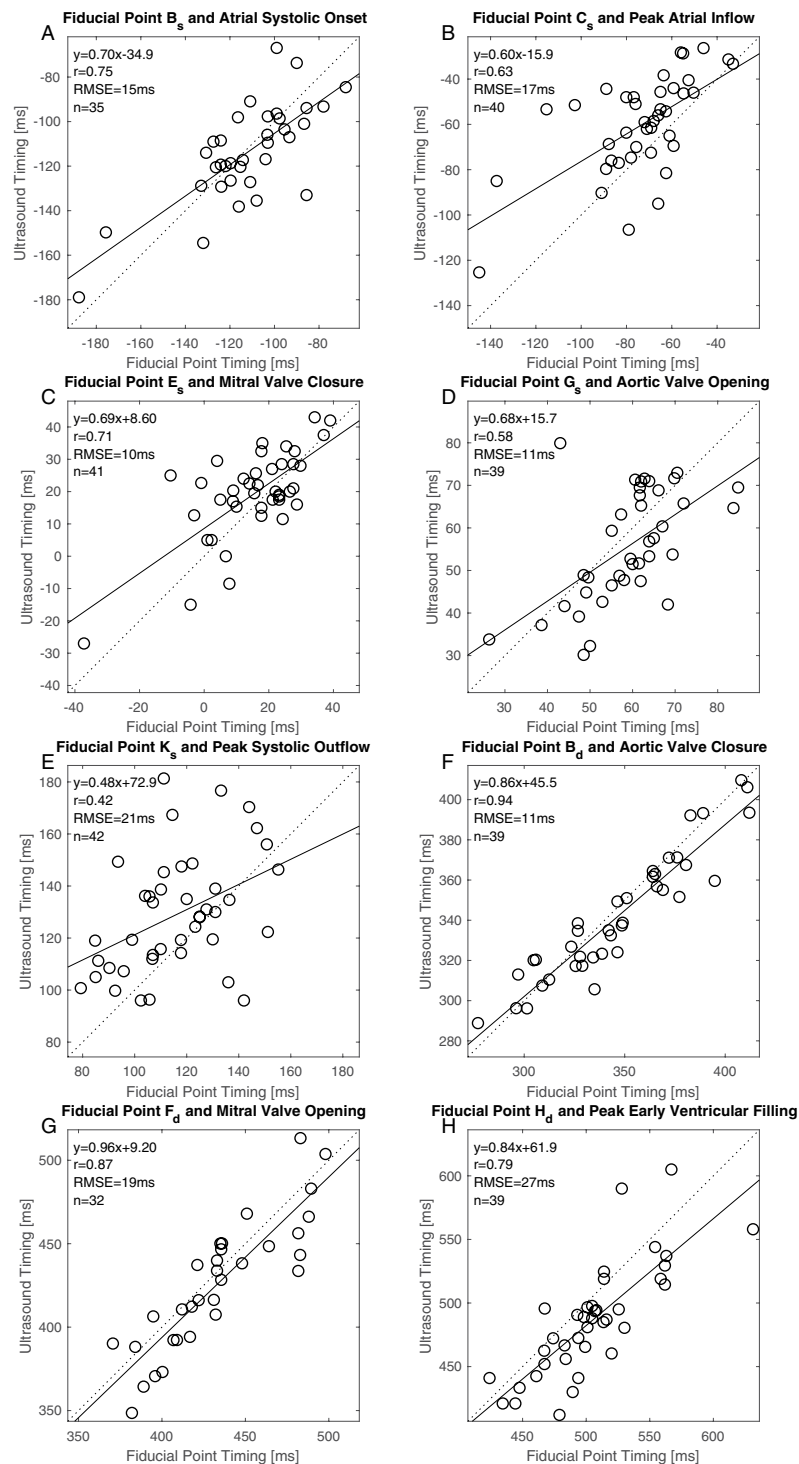 Fiducial Point Bs and Atrial Systolic Onset
A
y=0.70x-34.9
r=0.75
RMSE=15ms
n=35
-80
-100
-120
-140
-160
-180
Ultrasound Timing [ms]
-180 -160 -140 -120 -100 -80
Fiducial Point Timing [ms]
Fiducial Point Cs and Peak Atrial Inflow
B
y=0.60x-15.9
r=0.63
RMSE=17ms
n=40
-40
-60
-80
-100
-120
-140
Ultrasound Timing [ms]
-140 -120 -100 -80 -60 -40
Fiducial Point Timing [ms]
Fiducial Point Es and Mitral Valve Closure
C
y=0.69x+8.60
r=0.71
RMSE=10ms
n=41
40
30
20
10
0
-10
-20
-30
-40
Ultrasound Timing [ms]
-40 -20 0 20 40
Fiducial Point Timing [ms]
Fiducial Point Gs and Aortic Valve Opening
D
y=0.68x+15.7
r=0.58
RMSE=11ms
n=39
80
70
60
50
40
30
Ultrasound Timing [ms]
30 40 50 60 70 80
Fiducial Point Timing [ms]
Fiducial Point Ks and Peak Systolic Outflow
E
y=0.48x+72.9
r=0.42
RMSE=21ms
n=42
180
160
140
120
100
80
Ultrasound Timing [ms]
80 100 120 140 160 180
Fiducial Point Timing [ms]
Fiducial Point Bd and Aortic Valve Closure
F
y=0.86x+45.5
r=0.94
RMSE=11ms
n=39
400
380
360
340
320
300
280
Ultrasound Timing [ms]
300 350 400
Fiducial Point Timing [ms]
Fiducial Point Fd and Mitral Valve Opening
G
y=0.96x+9.20
r=0.87
RMSE=19ms
n=32
500
450
400
350
Ultrasound Timing [ms]
350 400 450 500
Fiducial Point Timing [ms]
Fiducial Point Hd and Peak Early Ventricular Filling
H
y=0.84x+61.9
r=0.79
RMSE=27ms
n=39
600
550
500
450
Ultrasound Timing [ms]
450 500 550 600
Fiducial Point Timing [ms]